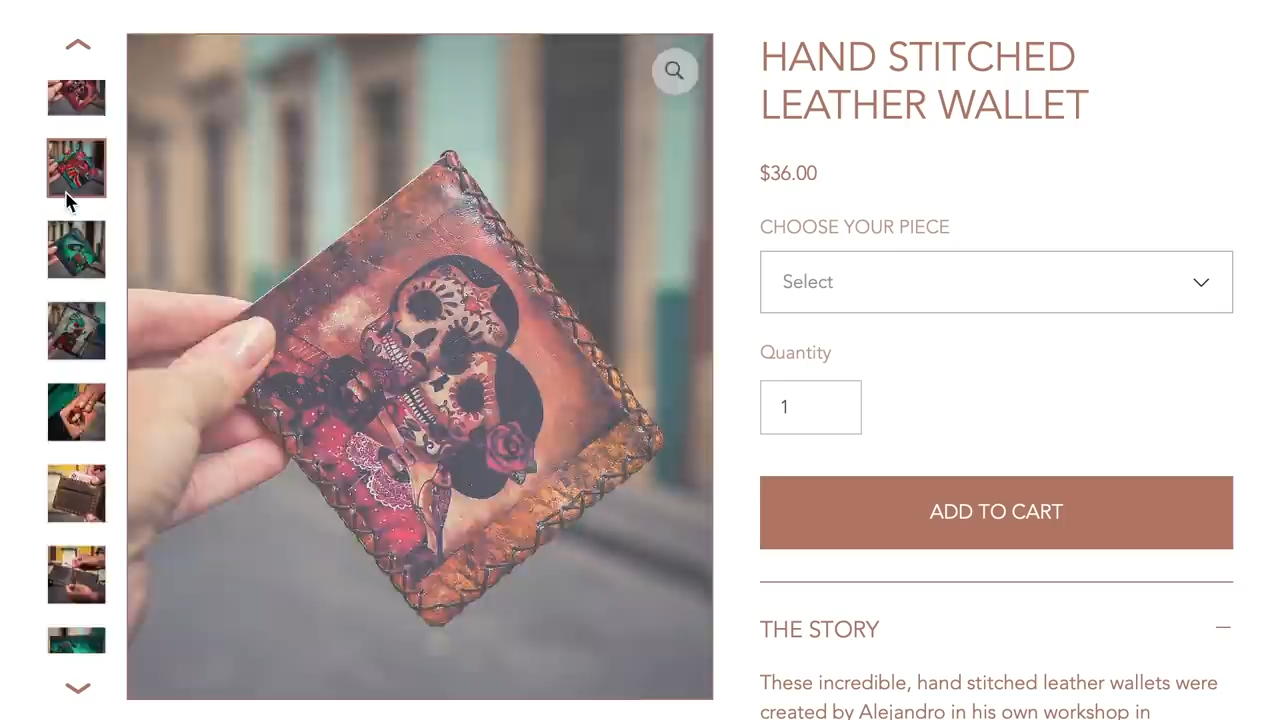 HAND STITCHED
LEATHER WALLET
$36.00
CHOOSE YOUR PIECE
Select
Quantity
1
ADD TO CART
THE STORY
These incredible, hand stitched leather wallets were
created by Alejandro in his own workshop in